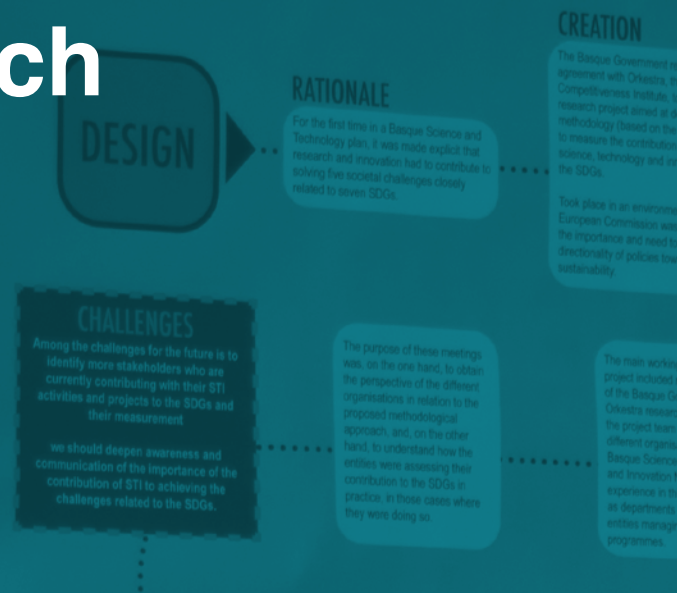 ch
DESIGN
RATIONALE
For the first time in a Basque Science and
Technology plan, it was made explicit that
research and innovation had to contribute to
solving five societal challenges closely
related to seven SDGs.
CREATION
The Basque Government
agreement with Orkestra, th
Competitiveness Institute,
research project aimed at d
methodology (based on the
to measure the contribution
science, technology and inn
the SDGs.
Took place in an environme
European Commission was
the importance and need to
directionality of policies tow
sustainability
CHALLENGES
Among the challenges for the future is to
identify more stakeholders who are
currently contributing with their STI
activities and projects to the SDGs and
their measurement
we should deepen awareness and
communication of the importance of the
contribution of STI to achieving the
challenges related to the SDGs.
The purpose of these meetings
was, on the one hand, to obtain
the perspective of the different
organisations in relation to the
proposed methodological
approach, and, on the other
hand, to understand how the
entities were assessing their
contribution to the SDGs in
practice, in those cases where
they were doing so.
The main working
project included
of the Basque G
Orkestra resear
the project team
different organis
Basque Science
and Innovation
experience in th
as departments
entities managin
programmes.